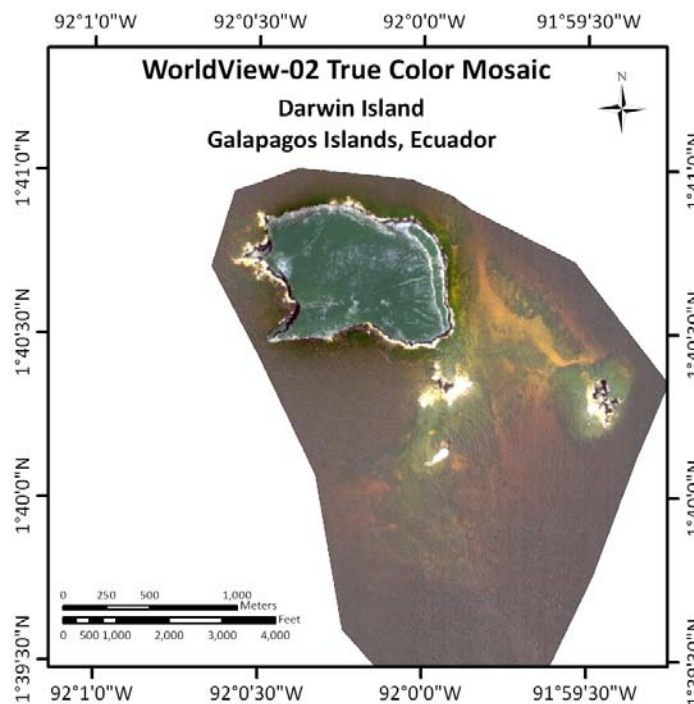 92°1'0"W 92°0'30"W 92°0'0"W 91°59'30"W
WorldView-02 True Color Mosaic
N
Darwin Island
Galapagos Islands, Ecuador
1°41'0"N 1°41'0"N
1°40'30"N 1°40'30"N
1°40'0"N 1°40'0"N
0 250 500 1,000
Meters
Feet
0 500 1,000 2,000 3,000 4,000
1°39'30"N 1°39'30"N
92°1'0"W 92°0'30"W 92°0'0"W 91°59'30"W